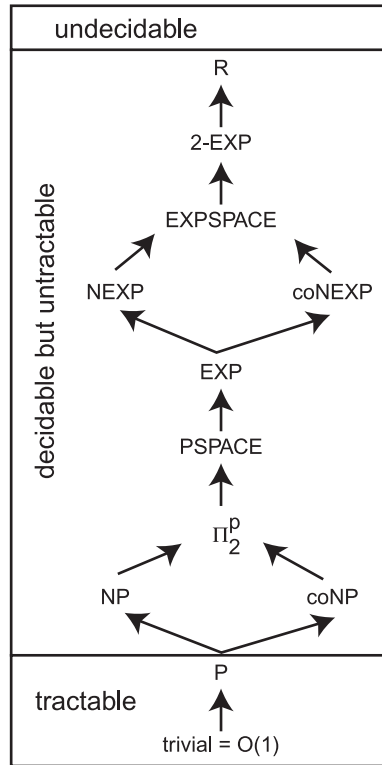 undecidable
R
2-EXP
EXPSPACE
NEXP
coNEXP
EXP
PSPACE
Π₂ᵖ
NP
coNP
decidable but untractable
P
tractable
trivial = O(1)